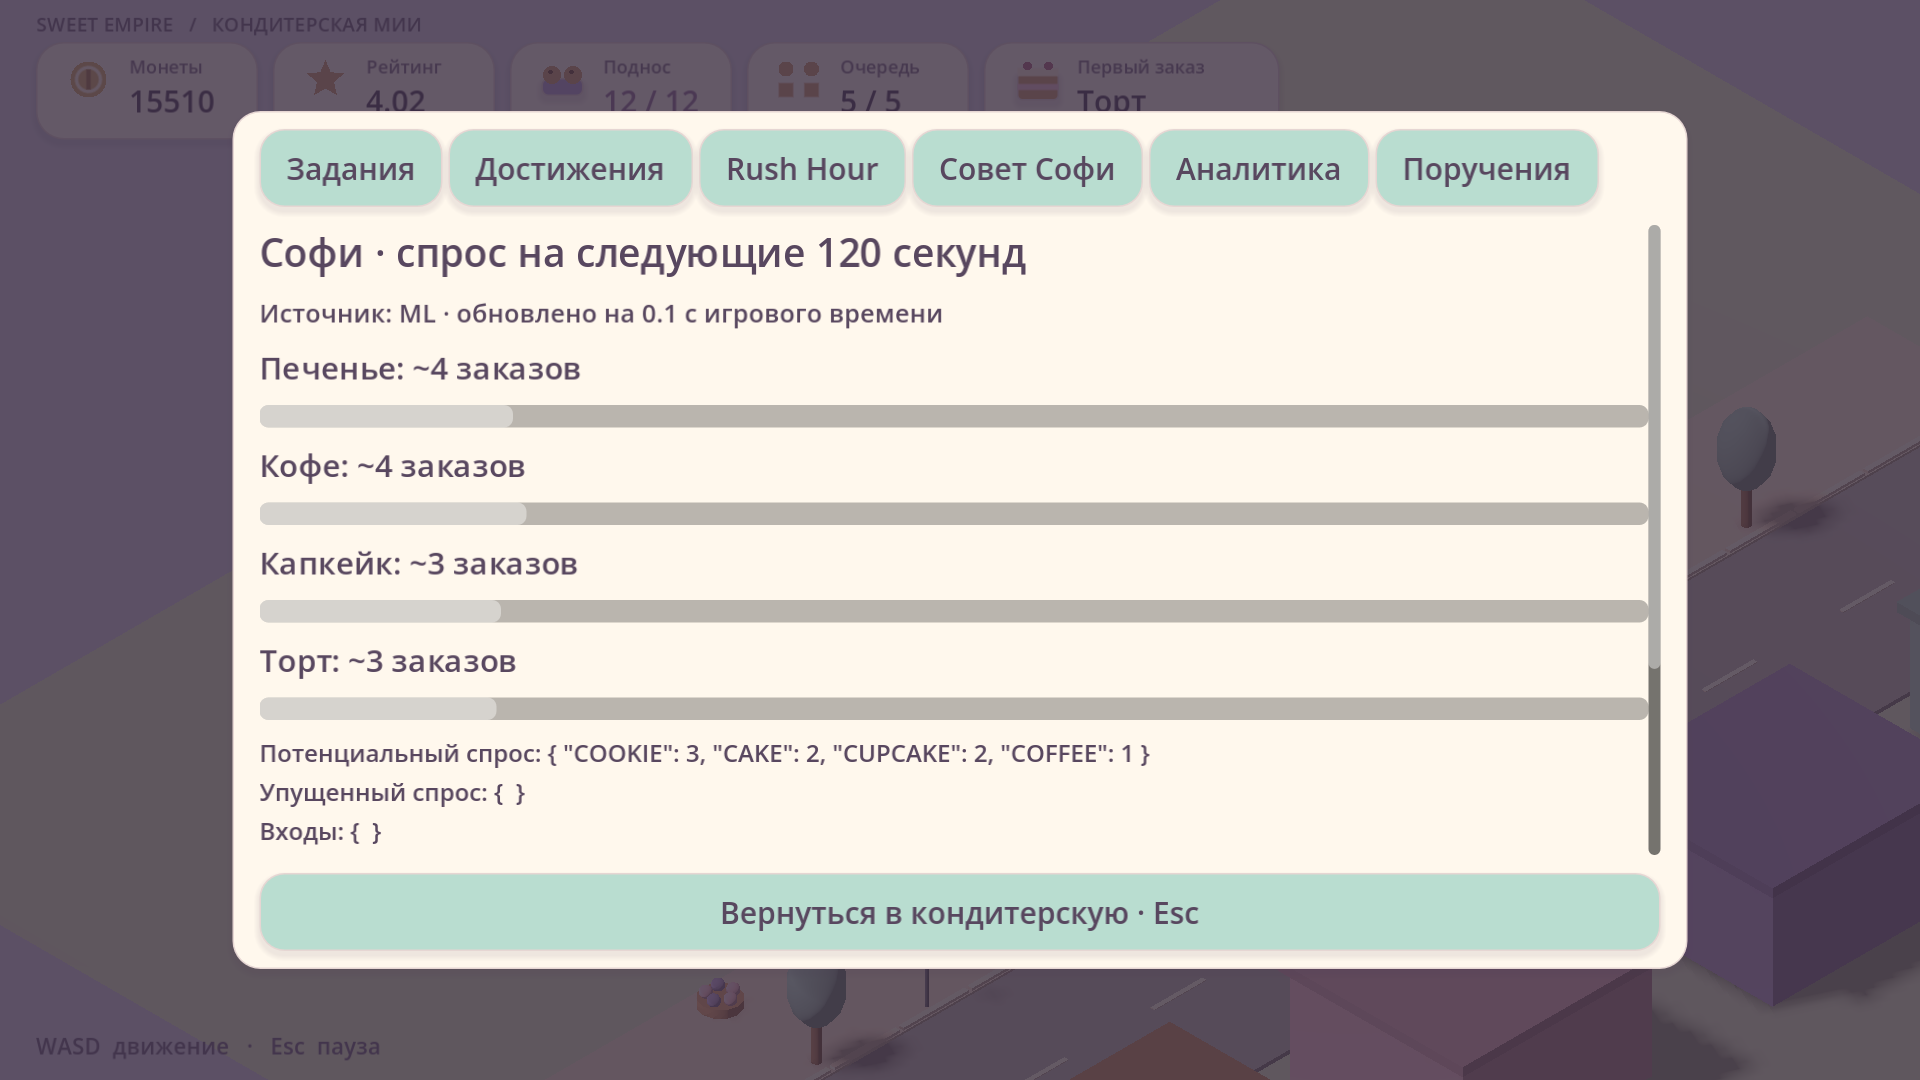 SWEET EMPIRE / КОНДИТЕРСКАЯ МИИ
Монеты
15510
Рейтинг
4.02
Поднос
12 / 12
Очередь
5 / 5
Первый заказ
Торт
Задания
Достижения
Rush Hour
Совет Софи
Аналитика
Поручения
Софи · спрос на следующие 120 секунд
Источник: ML · обновлено на 0.1 с игрового времени
Печенье: ~4 заказов
Кофе: ~4 заказов
Капкейк: ~3 заказов
Торт: ~3 заказов
Потенциальный спрос: { "COOKIE": 3, "CAKE": 2, "CUPCAKE": 2, "COFFEE": 1 }
Упущенный спрос: { }
Входы: { }
Вернуться в кондитерскую · Esc
WASD движение · Esc пауза